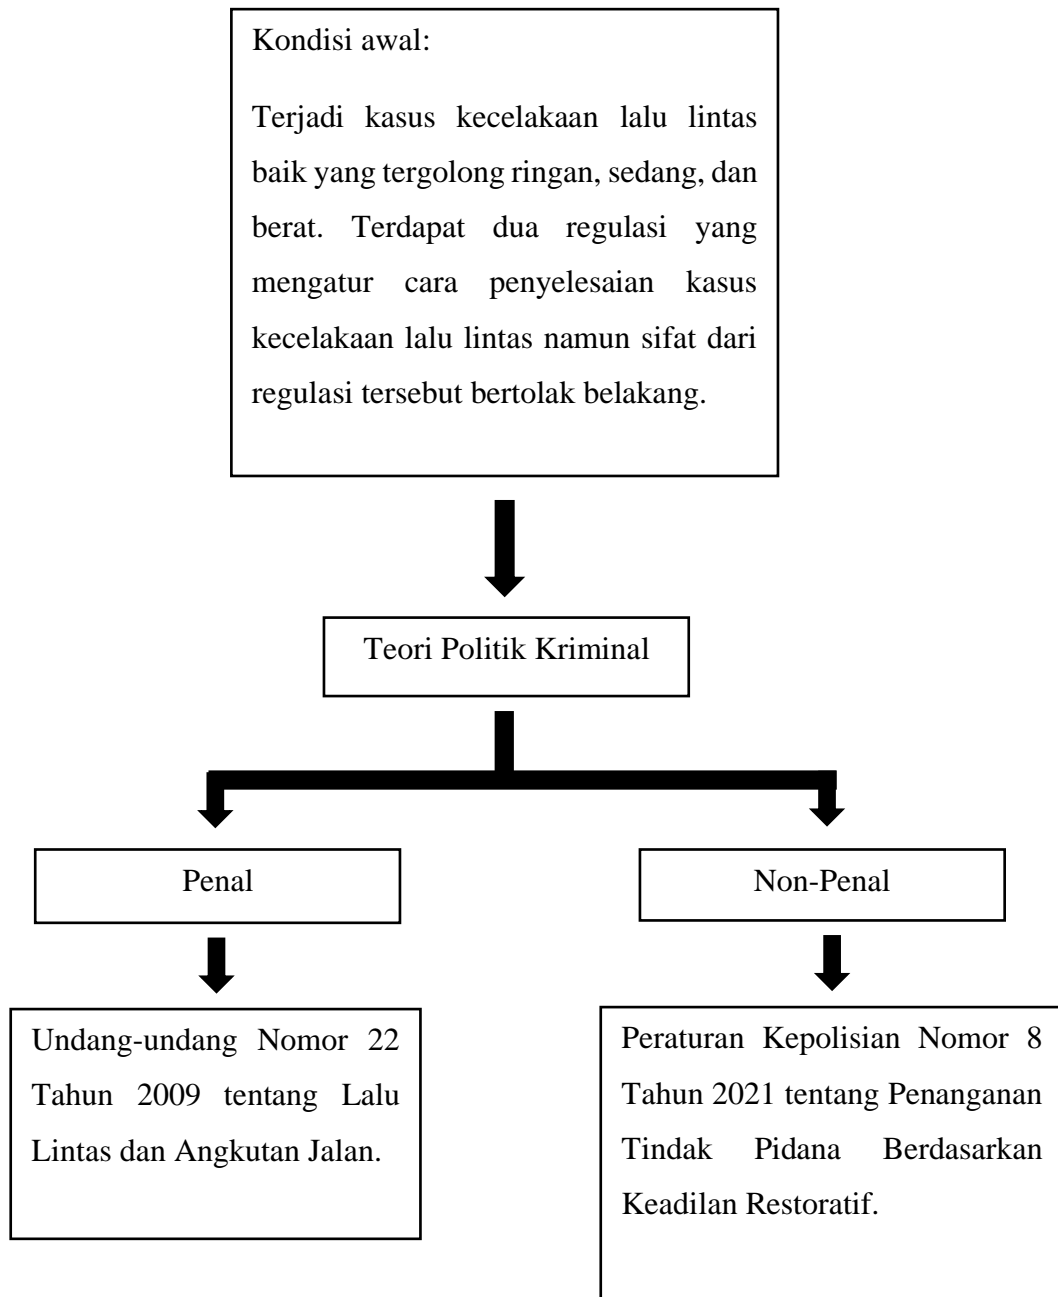 Kondisi awal:
Terjadi kasus kecelakaan lalu lintas
baik yang tergolong ringan, sedang, dan
berat. Terdapat dua regulasi yang
mengatur cara penyelesaian kasus
kecelakaan lalu lintas namun sifat dari
regulasi tersebut bertolak belakang.
Teori Politik Kriminal
Penal
Non-Penal
Undang-undang Nomor 22
Tahun 2009 tentang Lalu
Lintas dan Angkutan Jalan.
Peraturan Kepolisian Nomor 8
Tahun 2021 tentang Penanganan
Tindak Pidana Berdasarkan
Keadilan Restoratif.